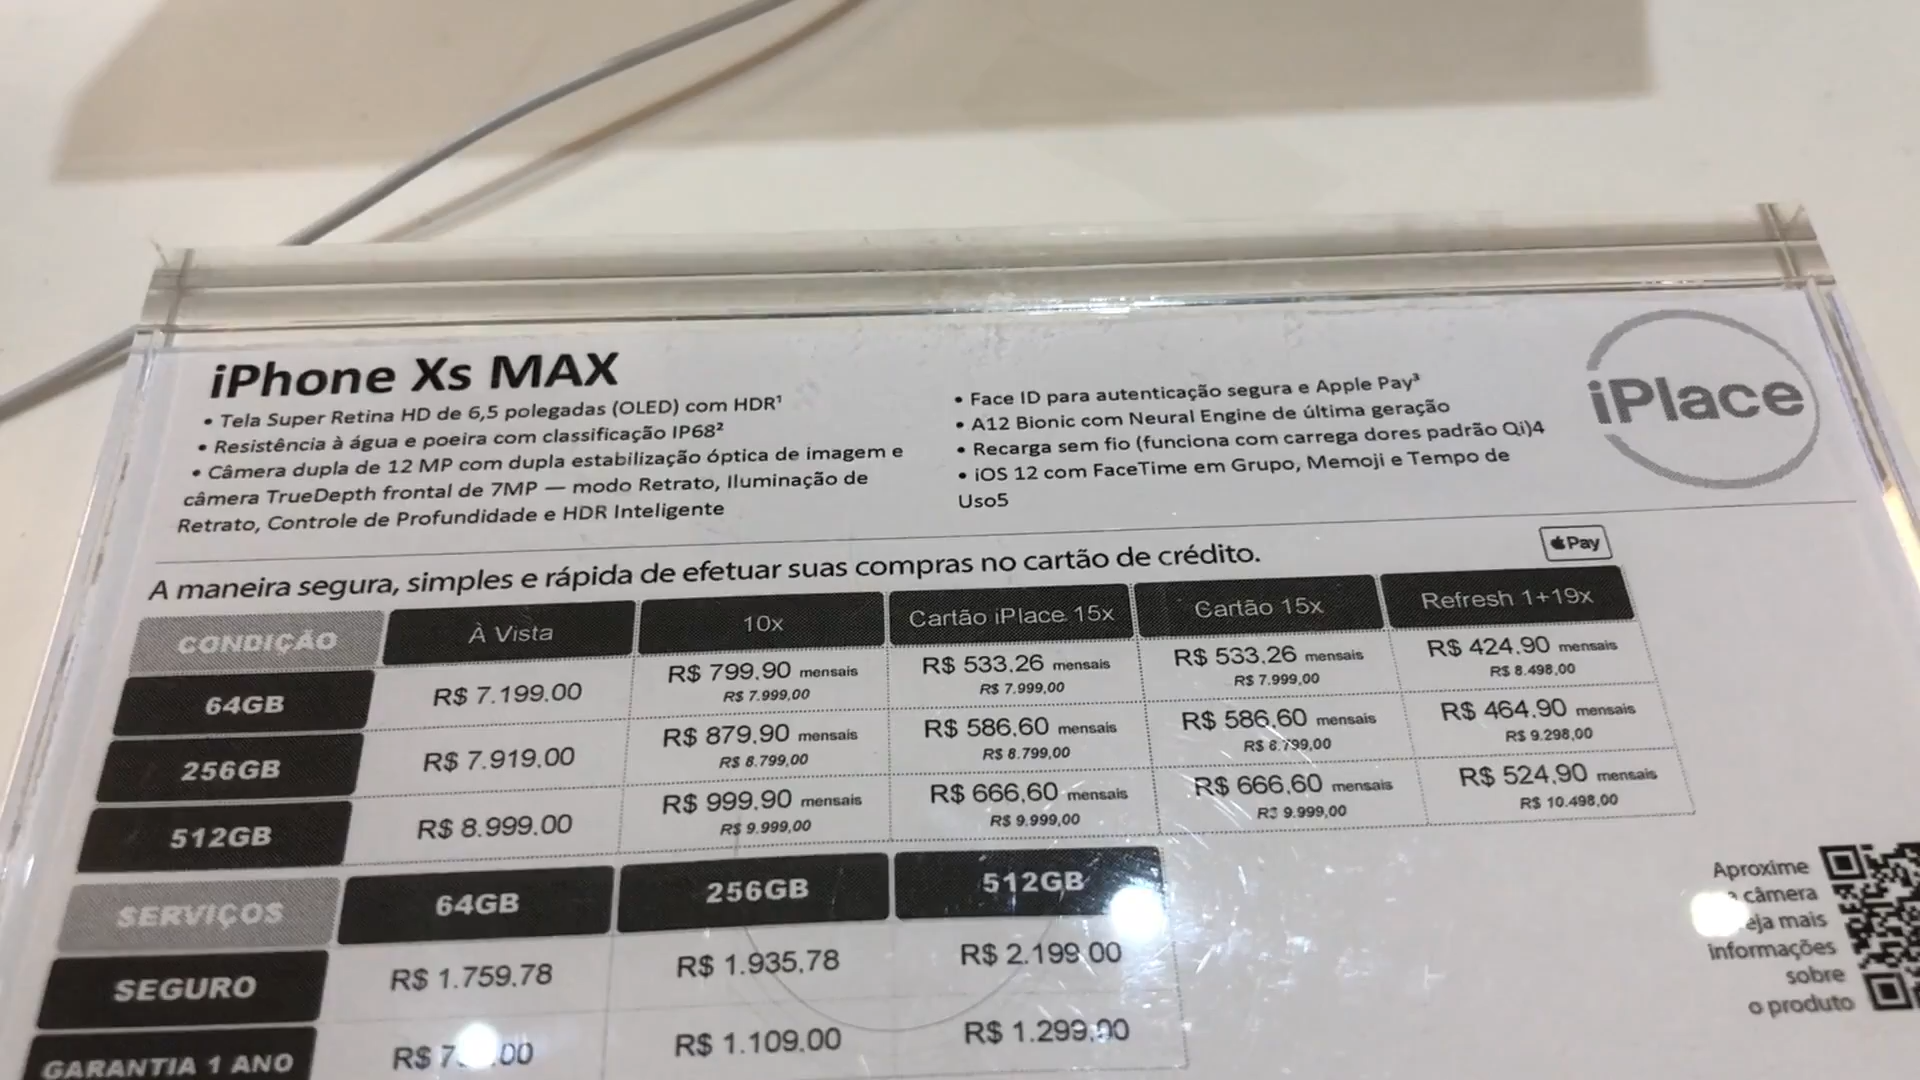 iPhone Xs MAX
• Tela Super Retina HD de 6,5 polegadas (OLED) com HDR¹
• Resistência à água e poeira com classificação IP68²
• Câmera dupla de 12 MP com dupla estabilização óptica de imagem e
câmera TrueDepth frontal de 7MP — modo Retrato, Iluminação de
Retrato, Controle de Profundidade e HDR Inteligente
• Face ID para autenticação segura e Apple Pay³
• A12 Bionic com Neural Engine de última geração
• Recarga sem fio (funciona com carrega dores padrão Qi)4
• iOS 12 com FaceTime em Grupo, Memoji e Tempo de
Uso5
iPlace
A maneira segura, simples e rápida de efetuar suas compras no cartão de crédito.
Pay
CONDIÇÃO À Vista 10x Cartão iPlace 15x Cartão 15x Refresh 1+19x
64GB R$ 7.199,00 R$ 799,90 mensais R$ 533,26 mensais R$ 533,26 mensais R$ 424,90 mensais
R$ 7.999,00 R$ 7.999,00 R$ 7.999,00 R$ 8.498,00
256GB R$ 7.919,00 R$ 879,90 mensais R$ 586,60 mensais R$ 586,60 mensais R$ 464,90 mensais
R$ 8.799,00 R$ 8.799,00 R$ 8.799,00 R$ 9.298,00
512GB R$ 8.999,00 R$ 999,90 mensais R$ 666,60 mensais R$ 666,60 mensais R$ 524,90 mensais
R$ 9.999,00 R$ 9.999,00 R$ 9.999,00 R$ 10.498,00
SERVIÇOS 64GB 256GB 512GB
SEGURO R$ 1.759,78 R$ 1.935,78 R$ 2.199,00
GARANTIA 1 ANO R$ R$ 1.109,00 R$ 1.299,00
Aproxime
câmera
mais
informações
sobre
o produto